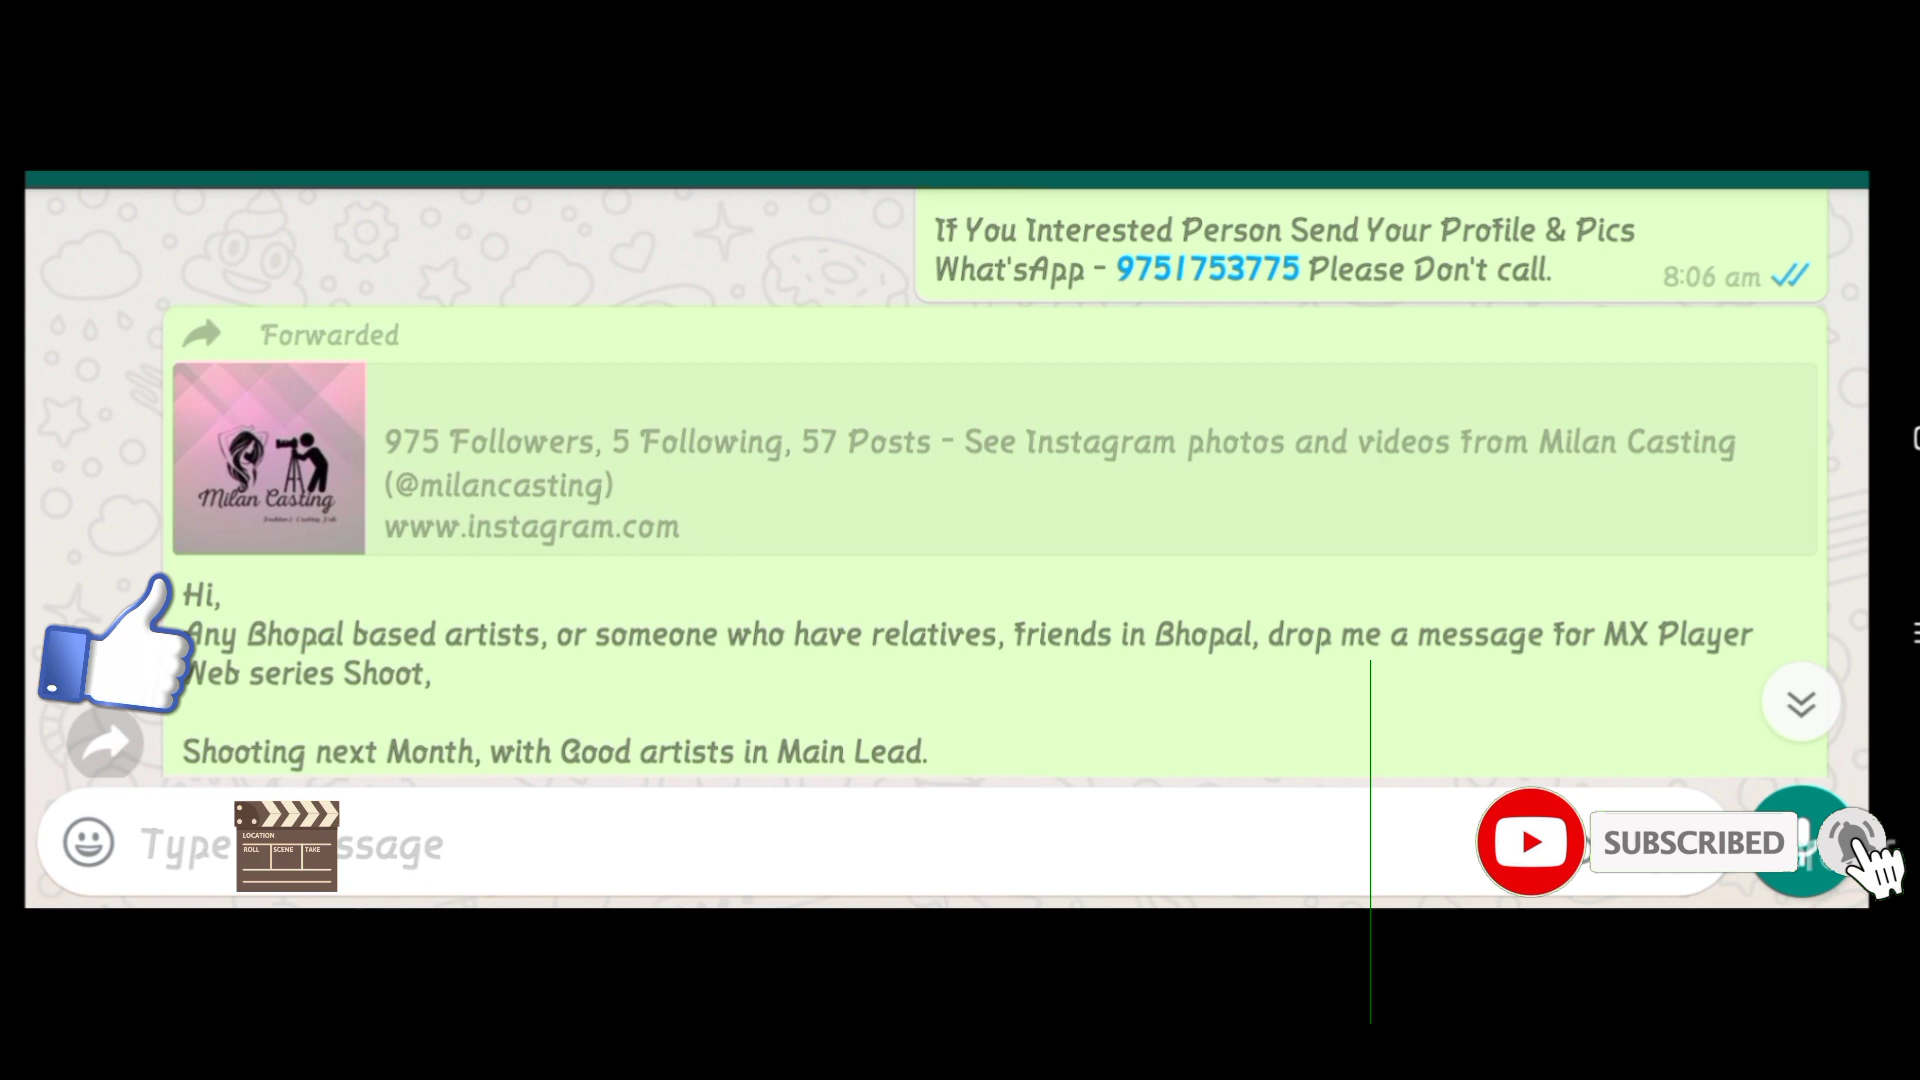 If You Interested Person Send Your Profile & Pics
What'sApp - 9751753775 Please Don't call.
8:06 am
Forwarded
975 Followers, 5 Following, 57 Posts - See Instagram photos and videos from Milan Casting
(@milancasting)
www.instagram.com
Milan Casting
Hi,
Any Bhopal based artists, or someone who have relatives, friends in Bhopal, drop me a message for MX Player
Web series Shoot,
Shooting next Month, with Good artists in Main Lead.
Type ssage
LOCATION
ROLL SCENE TAKE
SUBSCRIBED